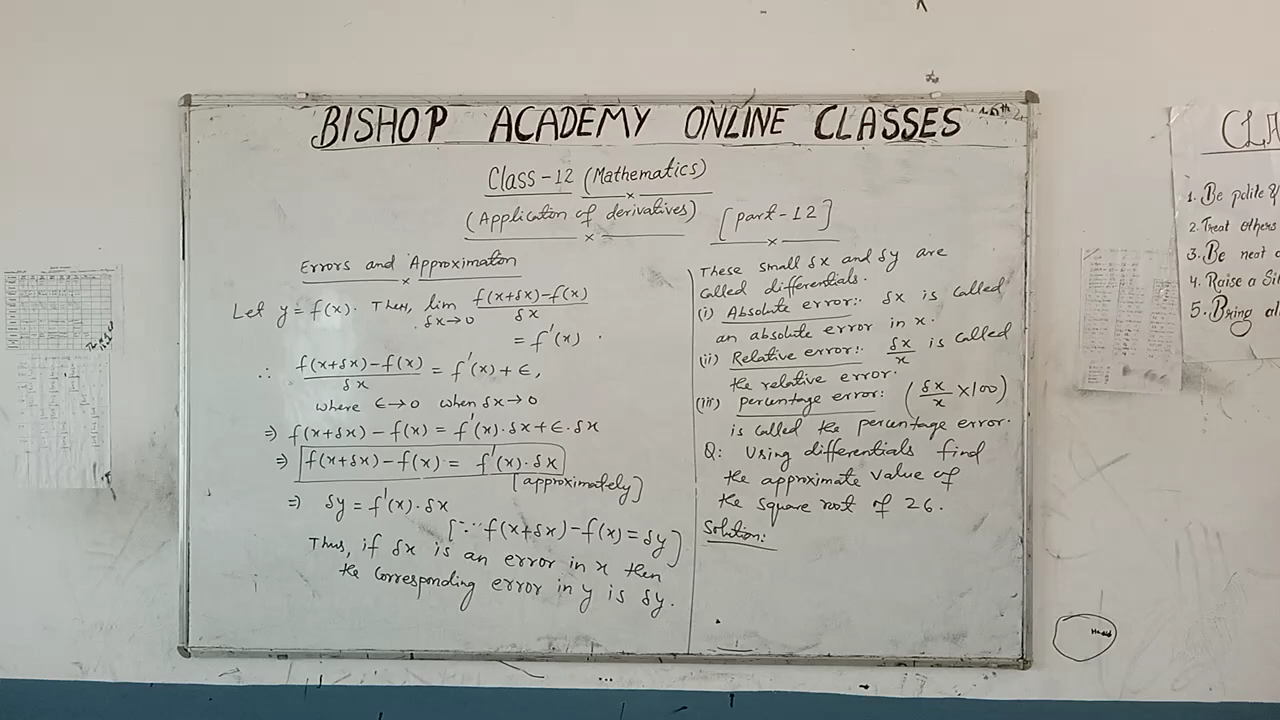 BISHOP ACADEMY ONLINE CLASSES
Class-12 (Mathematics)
(Application of derivatives) [part-12]
Errors and Approximation
Let y = f(x). Then, lim δx→0 f(x+δx)-f(x) / δx
= f'(x).
∴ f(x+δx)-f(x) / δx = f'(x)+ϵ,
where ϵ→0 when δx→0
⇒ f(x+δx)-f(x) = f'(x)·δx+ϵ·δx
⇒ f(x+δx)-f(x) = f'(x)·δx
[approximately]
⇒ δy = f'(x)·δx
[∵ f(x+δx)-f(x) = δy]
Thus, if δx is an error in x then
the corresponding error in y is δy.
These small δx and δy are
called differentials.
(i) Absolute error:- δx is called
an absolute error in x.
(ii) Relative error:- δx/x is called
the relative error.
(iii) percentage error: (δx/x ×100)
is called the percentage error.
Q: Using differentials find
the approximate value of
the square root of 26.
Solution:
1. Be polite
2. Treat others
3. Be neat
4. Raise a
5. Bring